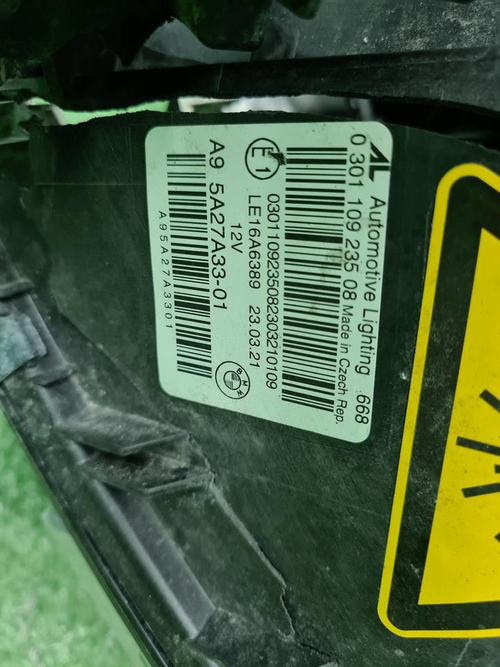 AL Automotive Lighting 668
0 301 109 235 08 Made in Czech Rep.
E1
0301109235082303210109
LE16A6389 23.03.21
12V
A9 5A27A33-01
BMW
A95A27A3301